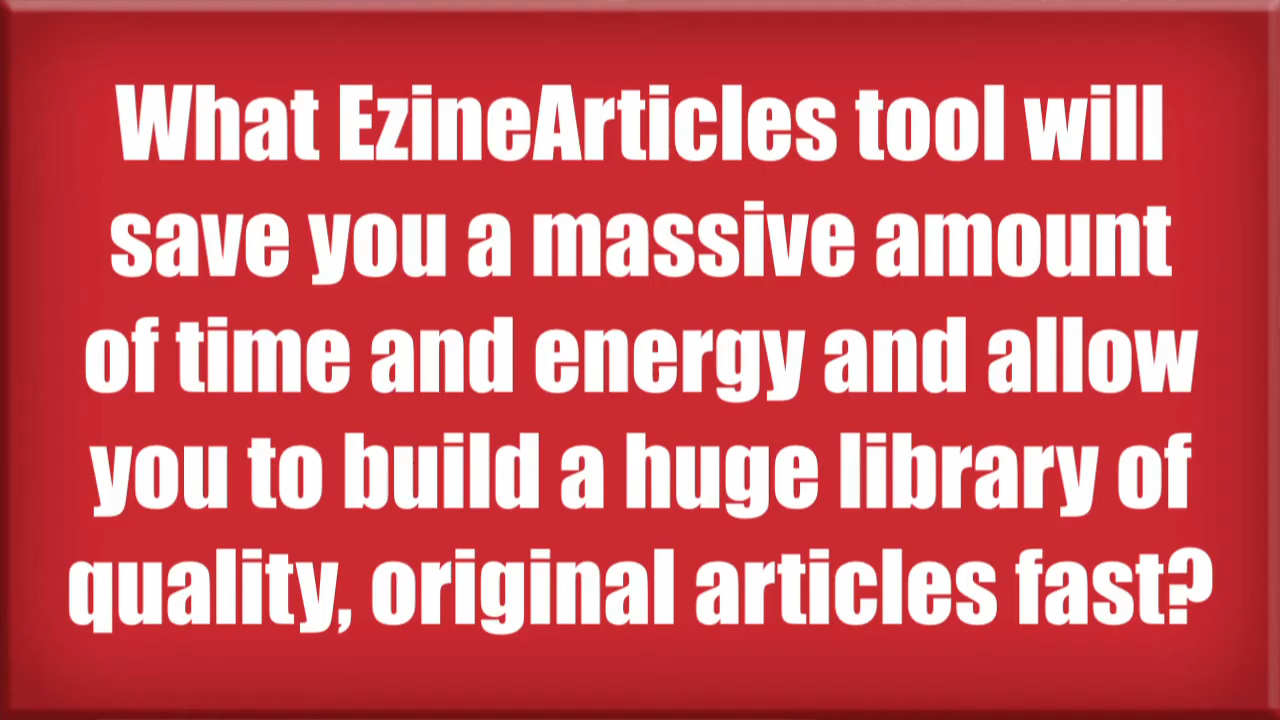 What EzineArticles tool will
save you a massive amount
of time and energy and allow
you to build a huge library of
quality, original articles fast?